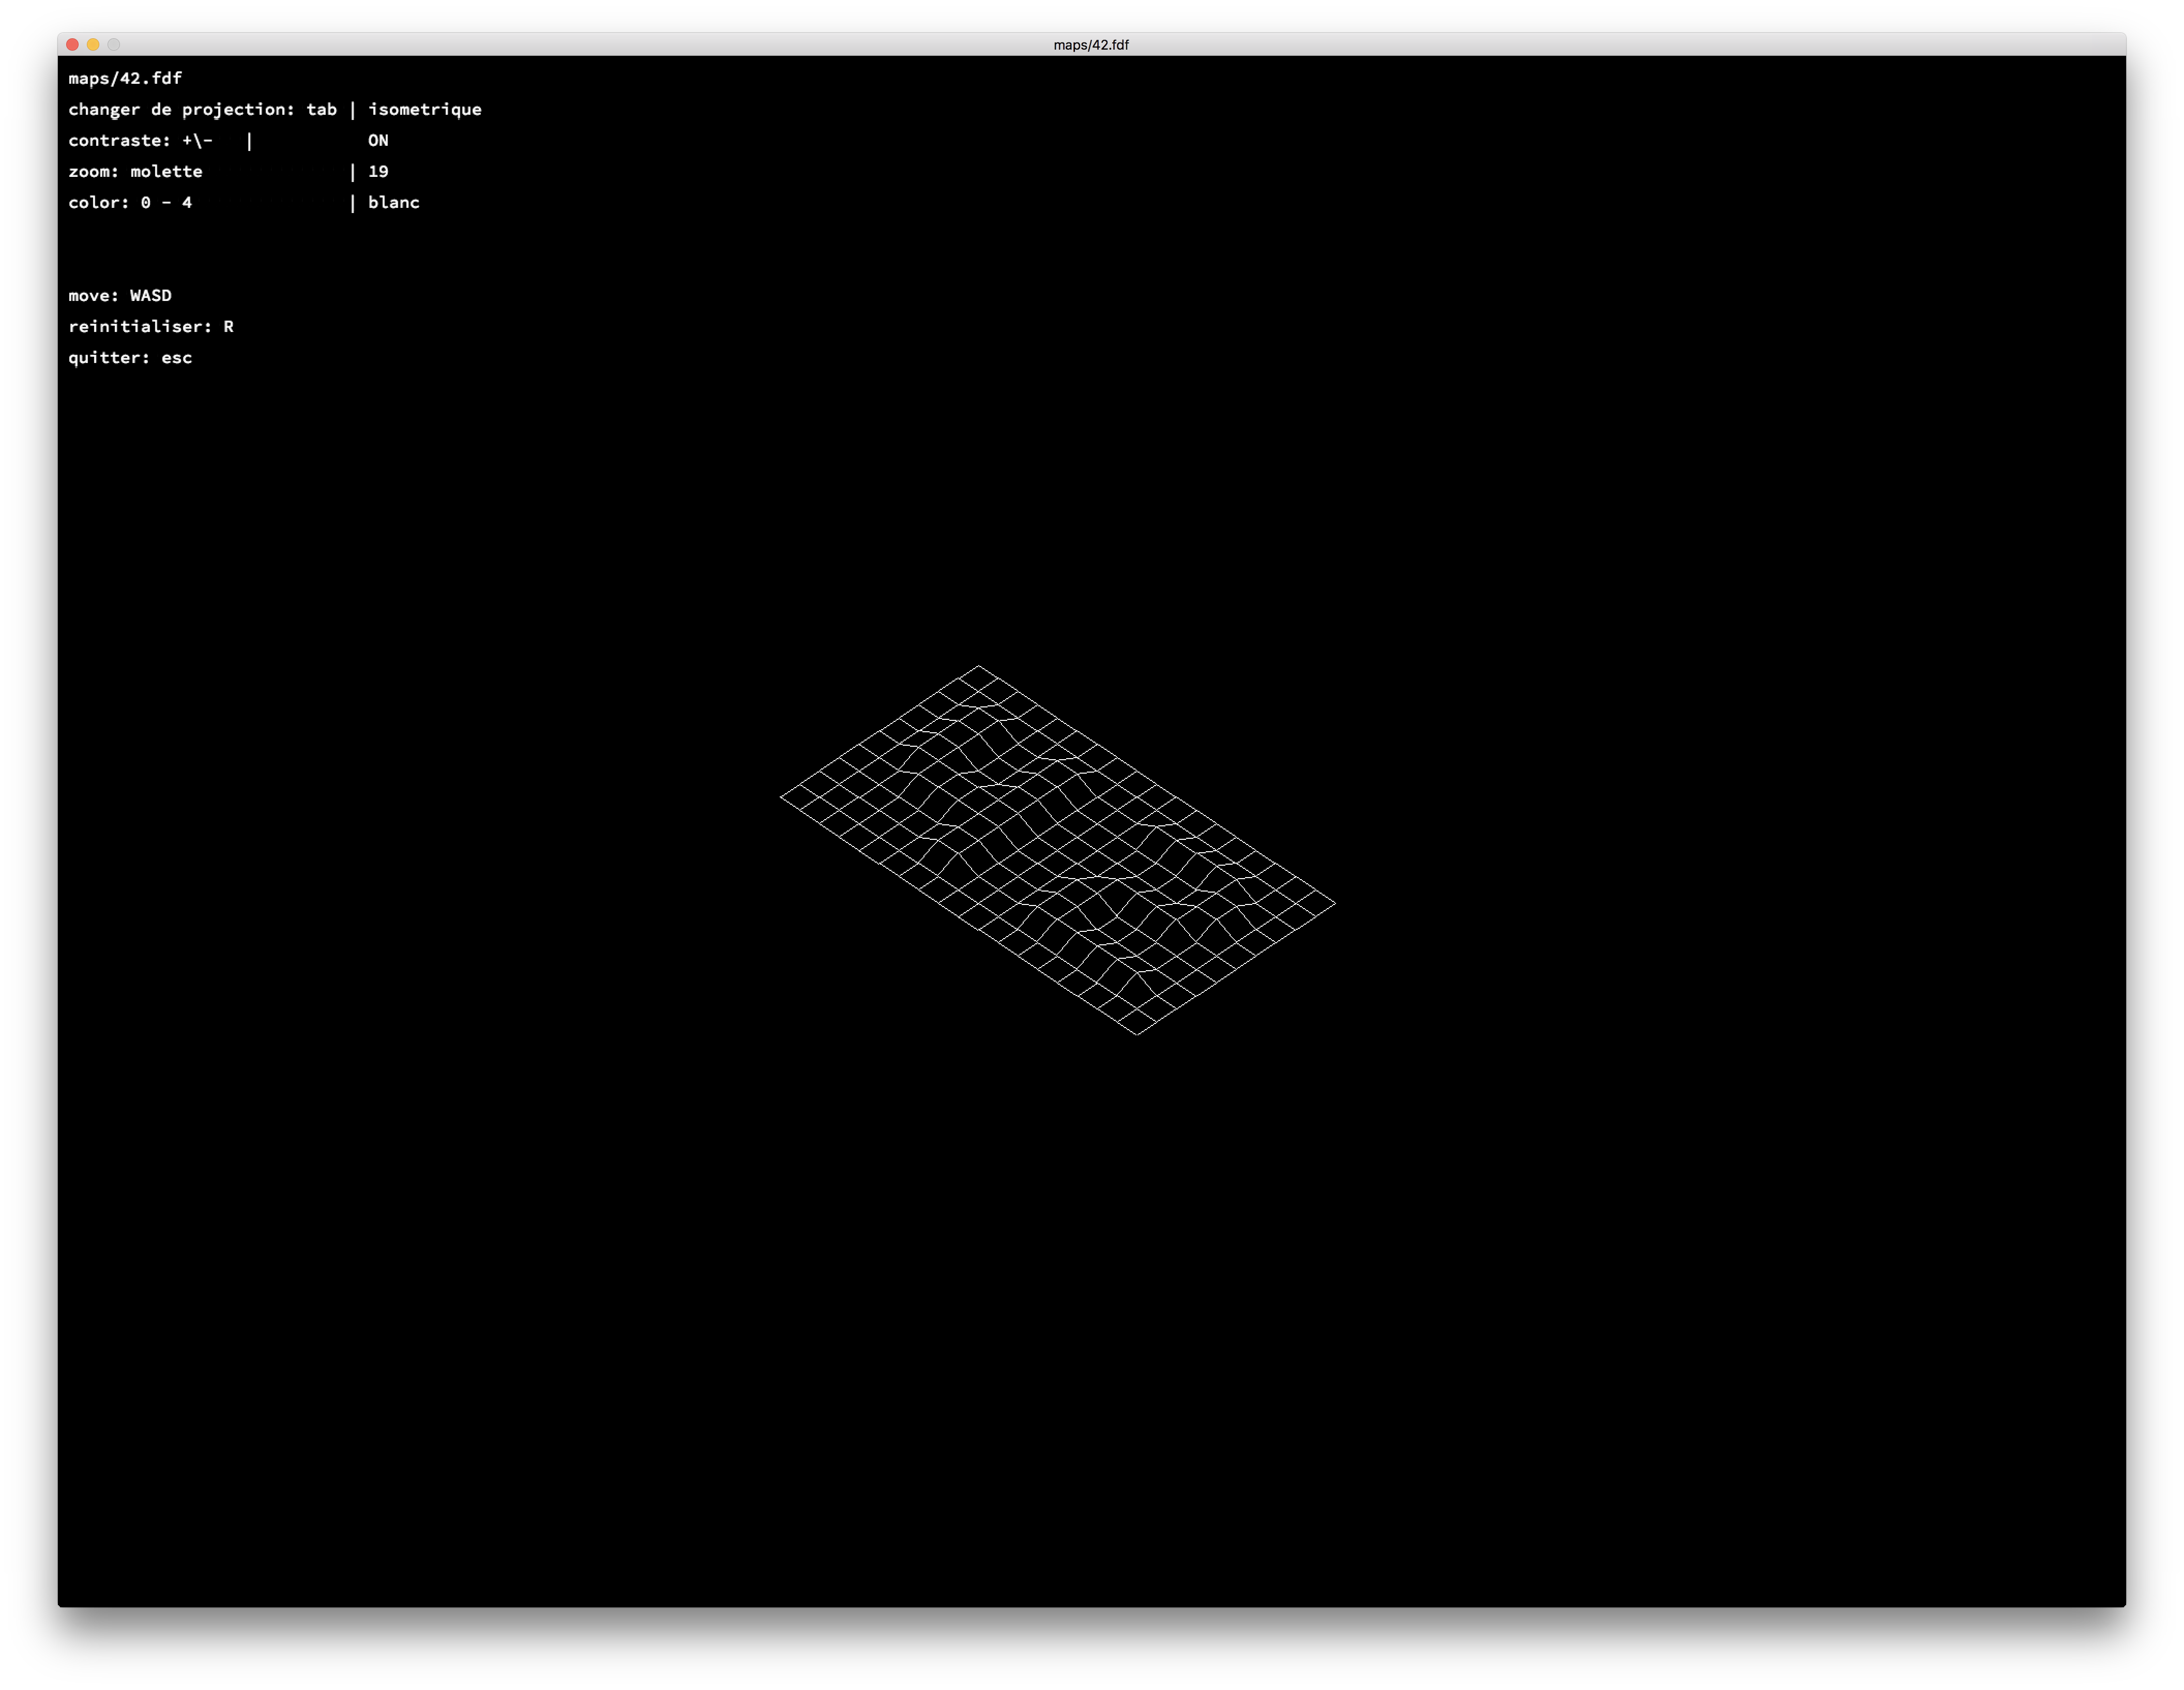 maps/42.fdf
maps/42.fdf
changer de projection: tab | isometrique
contraste: +\- | ON
zoom: molette | 19
color: 0 - 4 | blanc
move: WASD
reinitialiser: R
quitter: esc